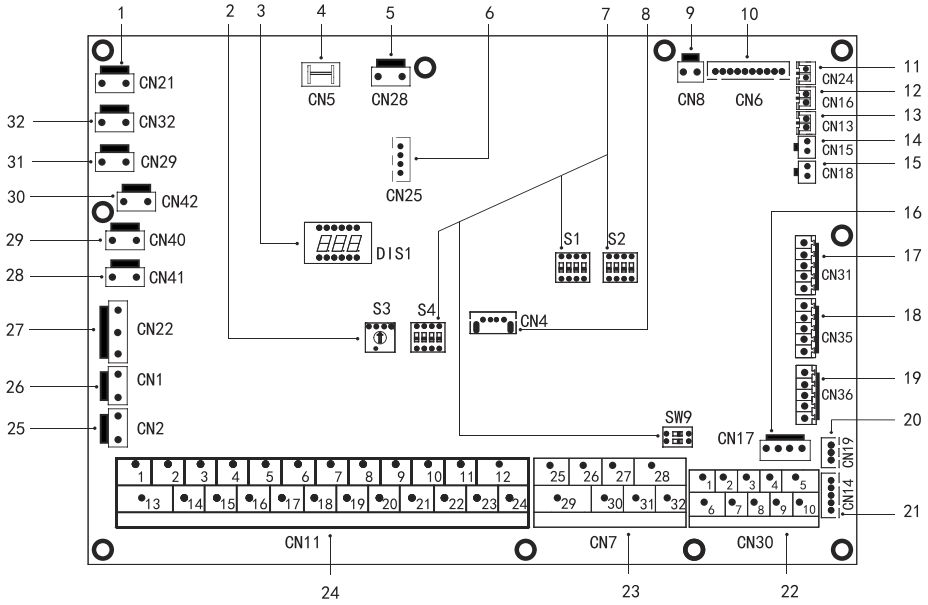 1 2 3 4 5 6 7 8 9 10
CN21 CN5 CN28 CN8 CN6 CN24 11
CN16 12
CN13 13
32 CN32
CN15 14
31 CN29 CN18 15
CN25
30 CN42
16
29 CN40
DIS1 S1 S2
28 CN41 CN31 17
27 CN22 S3 S4 CN4 CN35 18
26 CN1 CN36 19
25 CN2 SW9 CN17 CN19 20
1 2 3 4 5 6 7 8 9 10 11 12
25 26 27 28
1 2 3 4 5
13 14 15 16 17 18 19 20 21 22 23 24
29 30 31 32
6 7 8 9 10
CN14 21
CN11 CN7 CN30
24 23 22